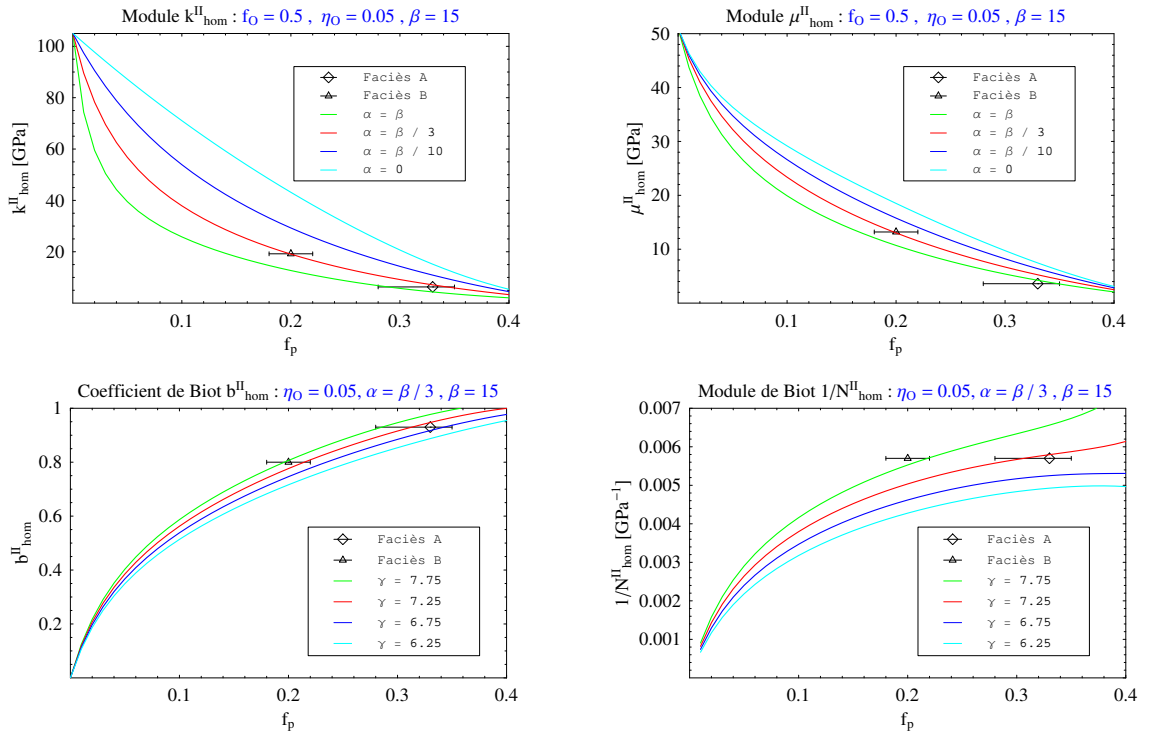 Module k^II_hom : f_O = 0.5 , η_O = 0.05 , β = 15
100
80
60
40
20
k^II_hom [GPa]
Faciès A
Faciès B
α = β
α = β / 3
α = β / 10
α = 0
0.1 0.2 0.3 0.4
f_p
Module μ^II_hom : f_O = 0.5 , η_O = 0.05 , β = 15
50
40
30
20
10
μ^II_hom [GPa]
Faciès A
Faciès B
α = β
α = β / 3
α = β / 10
α = 0
0.1 0.2 0.3 0.4
f_p
Coefficient de Biot b^II_hom : η_O = 0.05, α = β / 3 , β = 15
1
0.8
0.6
0.4
0.2
b^II_hom
Faciès A
Faciès B
γ = 7.75
γ = 7.25
γ = 6.75
γ = 6.25
0.1 0.2 0.3 0.4
f_p
Module de Biot 1/N^II_hom : η_O = 0.05, α = β / 3 , β = 15
0.007
0.006
0.005
0.004
0.003
0.002
0.001
1/N^II_hom [GPa⁻¹]
Faciès A
Faciès B
γ = 7.75
γ = 7.25
γ = 6.75
γ = 6.25
0.1 0.2 0.3 0.4
f_p